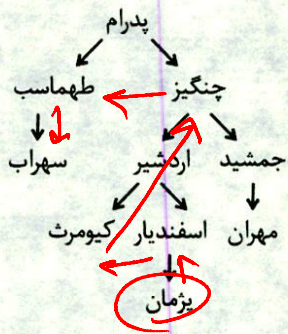 پدرام
چنگیز طهماسب
جمشید اردشیر سهراب
مهران اسفندیار کیومرث
پژمان